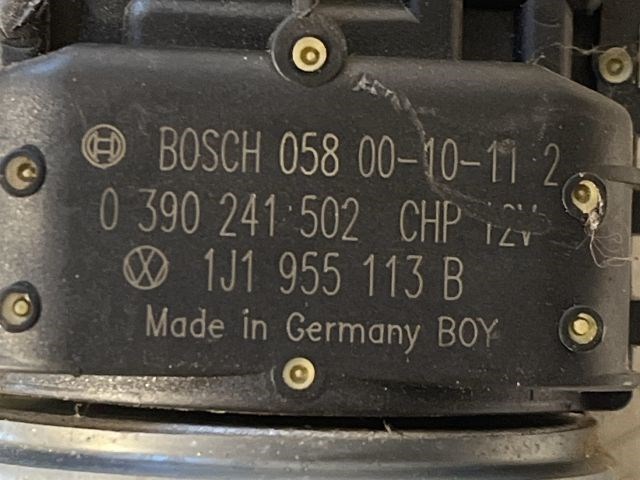 BOSCH 058 00-10-11 2
0 390 241 502 CHP 12V
1J1 955 113 B
Made in Germany BOY